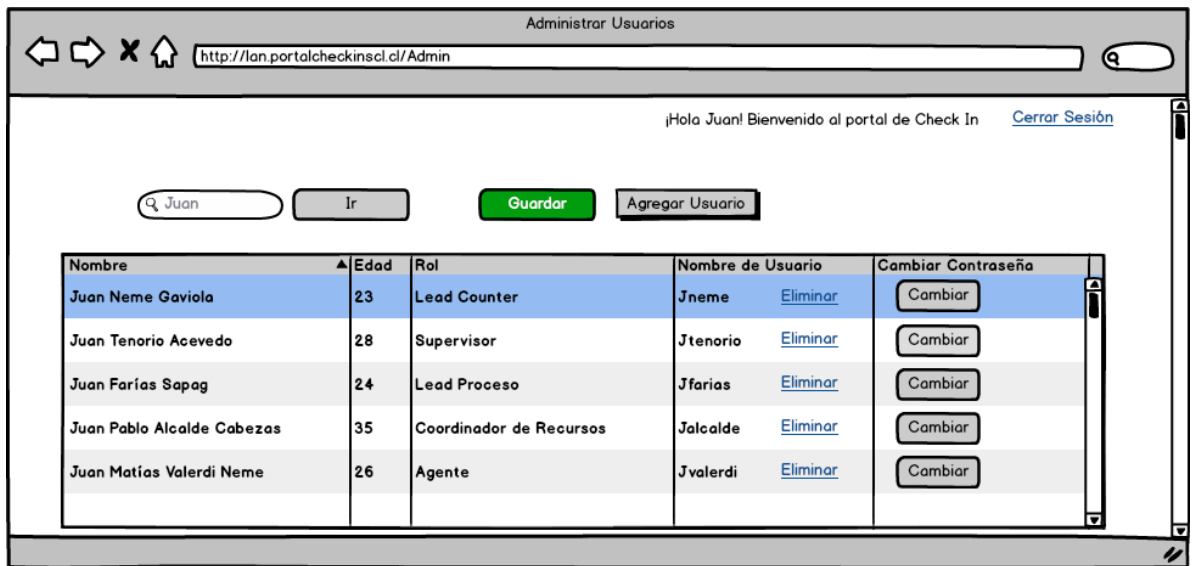 Administrar Usuarios
http://lan.portalcheckinscl.cl/Admin
¡Hola Juan! Bienvenido al portal de Check In Cerrar Sesión
Juan Ir Guardar Agregar Usuario
Nombre Edad Rol Nombre de Usuario Cambiar Contraseña
Juan Neme Gaviola 23 Lead Counter Jneme Eliminar Cambiar
Juan Tenorio Acevedo 28 Supervisor Jtenorio Eliminar Cambiar
Juan Farías Sapag 24 Lead Proceso Jfarias Eliminar Cambiar
Juan Pablo Alcalde Cabezas 35 Coordinador de Recursos Jalcalde Eliminar Cambiar
Juan Matías Valerdi Neme 26 Agente Jvalerdi Eliminar Cambiar